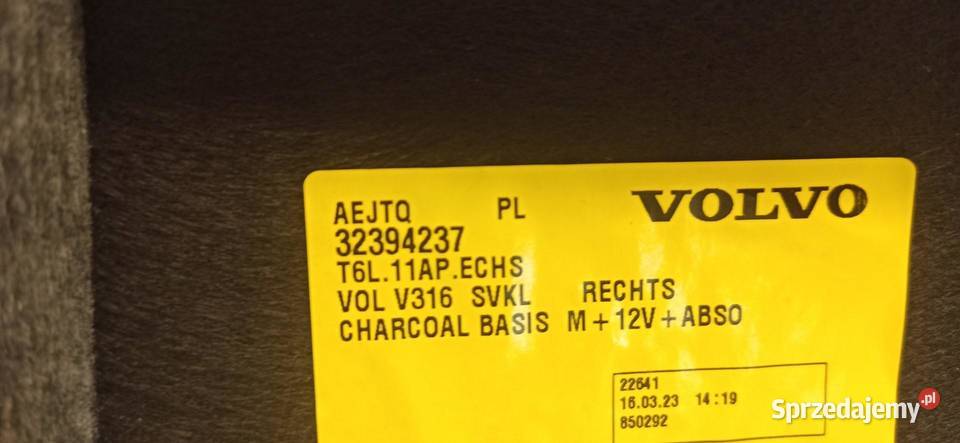 AEJTQ PL VOLVO
32394237
T6L.11AP.ECHS
VOL V316 SVKL RECHTS
CHARCOAL BASIS M+12V+ABSO
22641
16.03.23 14:19
850292
Sprzedajemy.pl